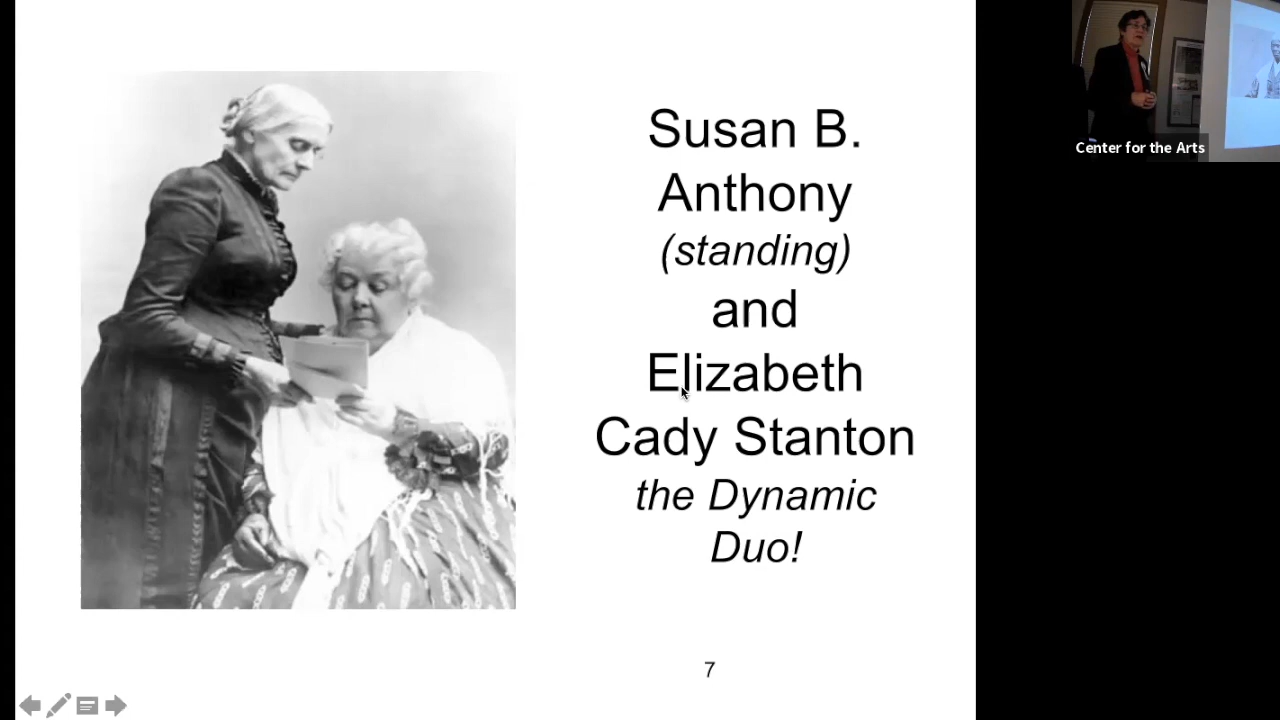 Susan B.
Anthony
(standing)
and
Elizabeth
Cady Stanton
the Dynamic
Duo!
7
Center for the Arts